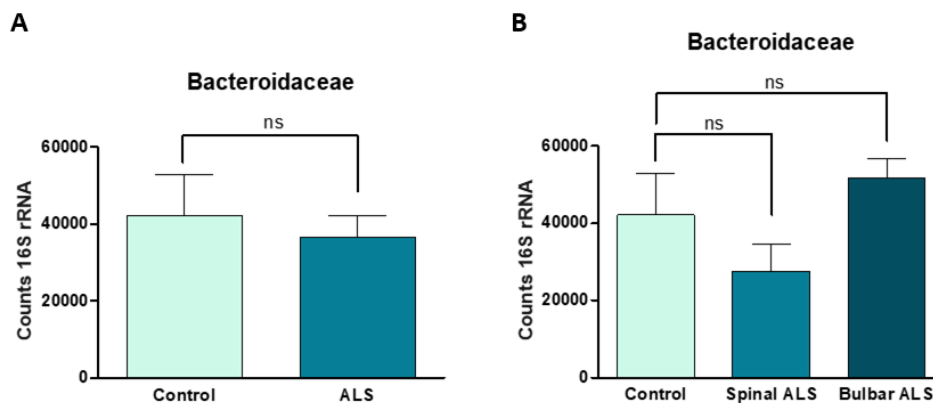 A
Bacteroidaceae
ns
Counts 16S rRNA
60000
40000
20000
0
Control
ALS
B
Bacteroidaceae
ns
ns
Counts 16S rRNA
60000
40000
20000
0
Control
Spinal ALS
Bulbar ALS